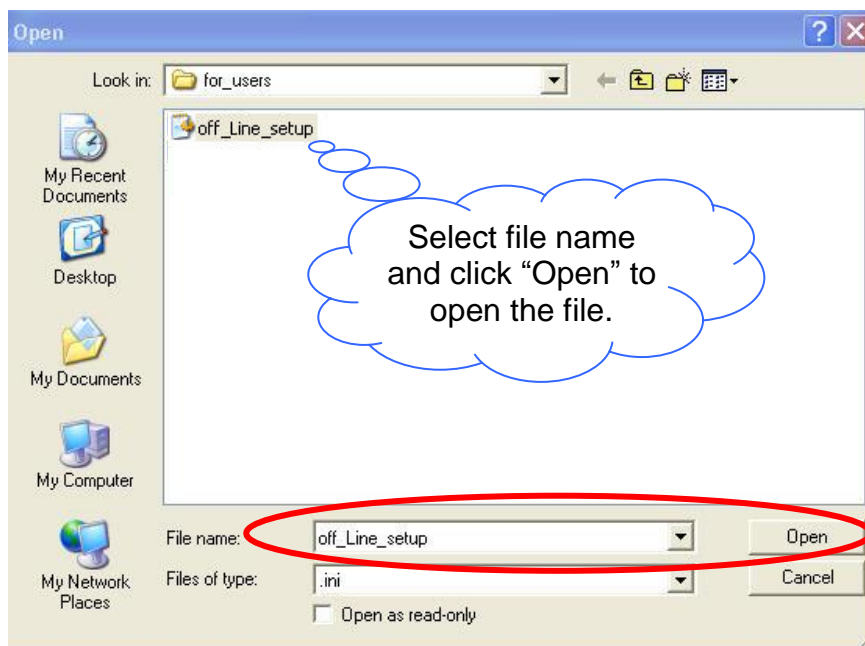 Open
Look in:
for_users
off_Line_setup
My Recent
Documents
Desktop
My Documents
My Computer
My Network
Places
Select file name
and click “Open” to
open the file.
File name:
off_Line_setup
Open
Files of type:
.ini
Cancel
Open as read-only